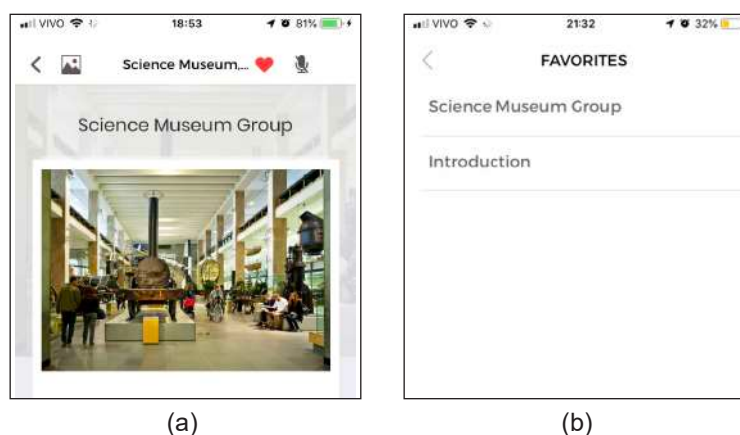 VIVO 18:53 81%
Science Museum,...
Science Museum Group
(a)
VIVO 21:32 32%
FAVORITES
Science Museum Group
Introduction
(b)